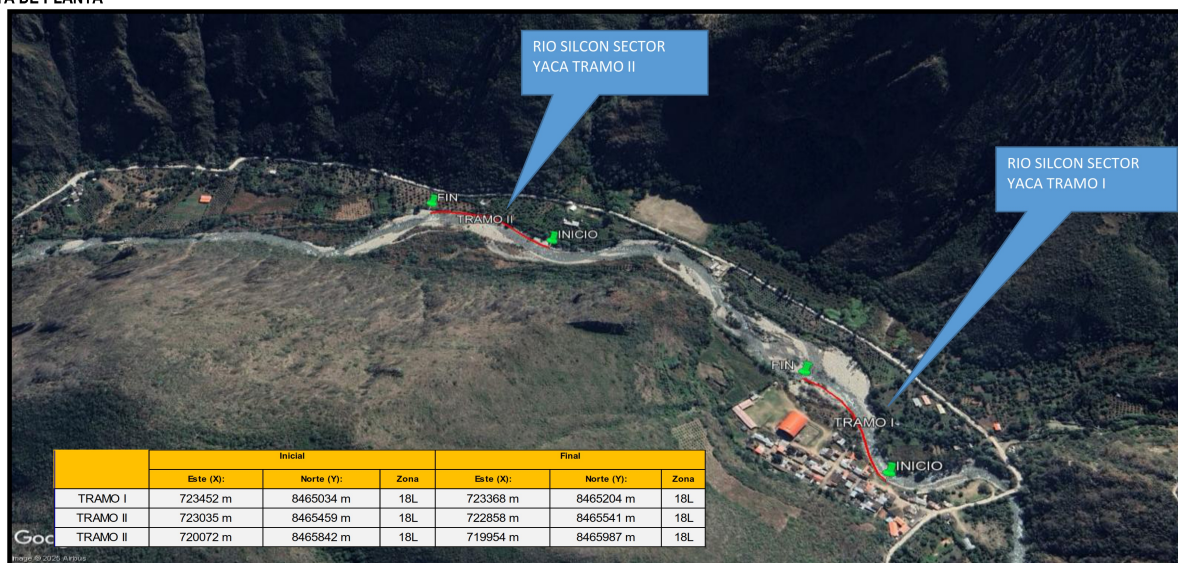 RIO SILCON SECTOR
YACA TRAMO II
RIO SILCON SECTOR
YACA TRAMO I
FIN
TRAMO II
INICIO
FIN
TRAMO I
INICIO
Inicial Final
Este (X): Norte (Y): Zona Este (X): Norte (Y): Zona
TRAMO I 723452 m 8465034 m 18L 723368 m 8465204 m 18L
TRAMO II 723035 m 8465459 m 18L 722858 m 8465541 m 18L
TRAMO II 720072 m 8465842 m 18L 719954 m 8465987 m 18L
Goo
Image © 2025 Airbus